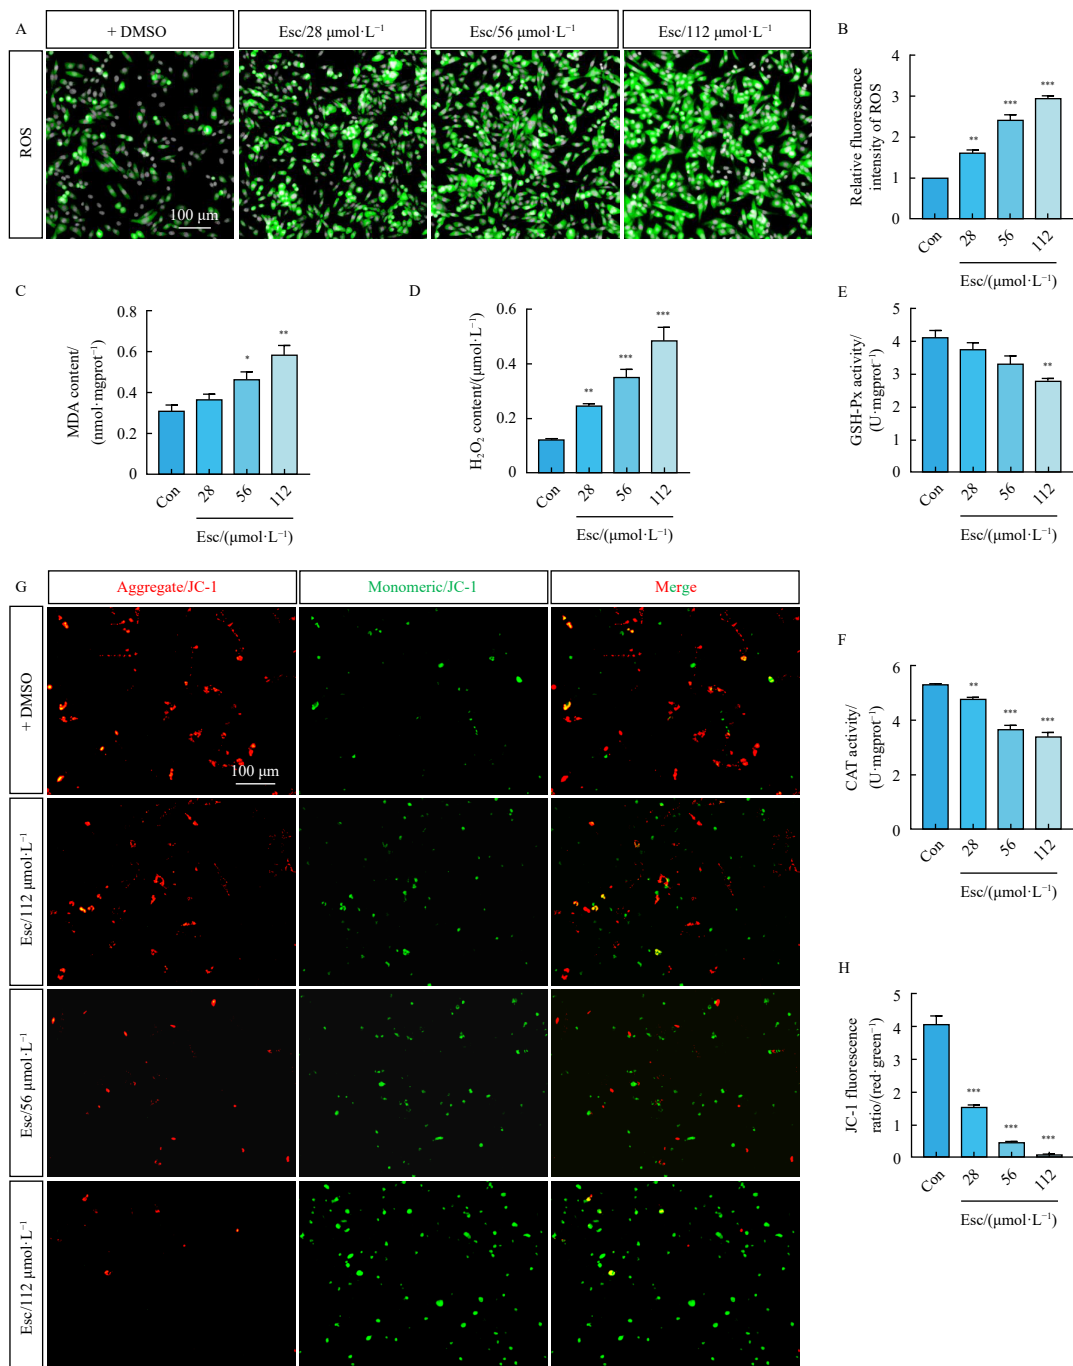 A
+ DMSO
Esc/28 μmol·L⁻¹
Esc/56 μmol·L⁻¹
Esc/112 μmol·L⁻¹
ROS
100 μm
B
Relative fluorescence
intensity of ROS
4
3
2
1
0
**
***
***
Con
28
56
112
Esc/(μmol·L⁻¹)
C
MDA content/
(nmol·mgprot⁻¹)
0.8
0.6
0.4
0.2
0
*
**
Con
28
56
112
Esc/(μmol·L⁻¹)
D
H₂O₂ content/(μmol·L⁻¹)
0.6
0.4
0.2
0
**
***
***
Con
28
56
112
Esc/(μmol·L⁻¹)
E
GSH-Px activity/
(U·mgprot⁻¹)
5
4
3
2
1
0
**
Con
28
56
112
Esc/(μmol·L⁻¹)
G
Aggregate/JC-1
Monomeric/JC-1
Merge
+ DMSO
100 μm
Esc/112 μmol·L⁻¹
Esc/56 μmol·L⁻¹
Esc/112 μmol·L⁻¹
F
CAT activity/
(U·mgprot⁻¹)
6
4
2
0
**
***
***
Con
28
56
112
Esc/(μmol·L⁻¹)
H
JC-1 fluorescence
ratio/(red·green⁻¹)
5
4
3
2
1
0
***
***
***
Con
28
56
112
Esc/(μmol·L⁻¹)